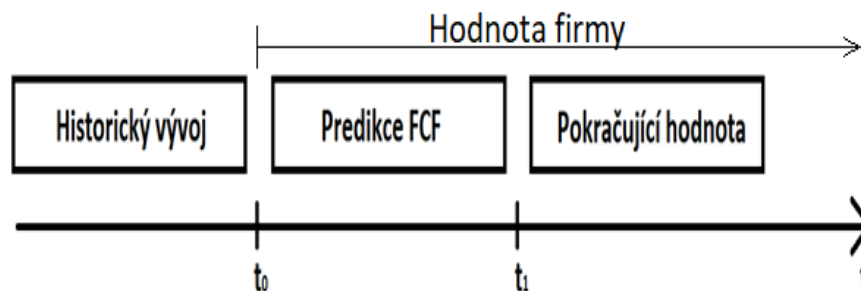 Hodnota firmy
Historický vývoj
Predikce FCF
Pokračující hodnota
t₀
t₁